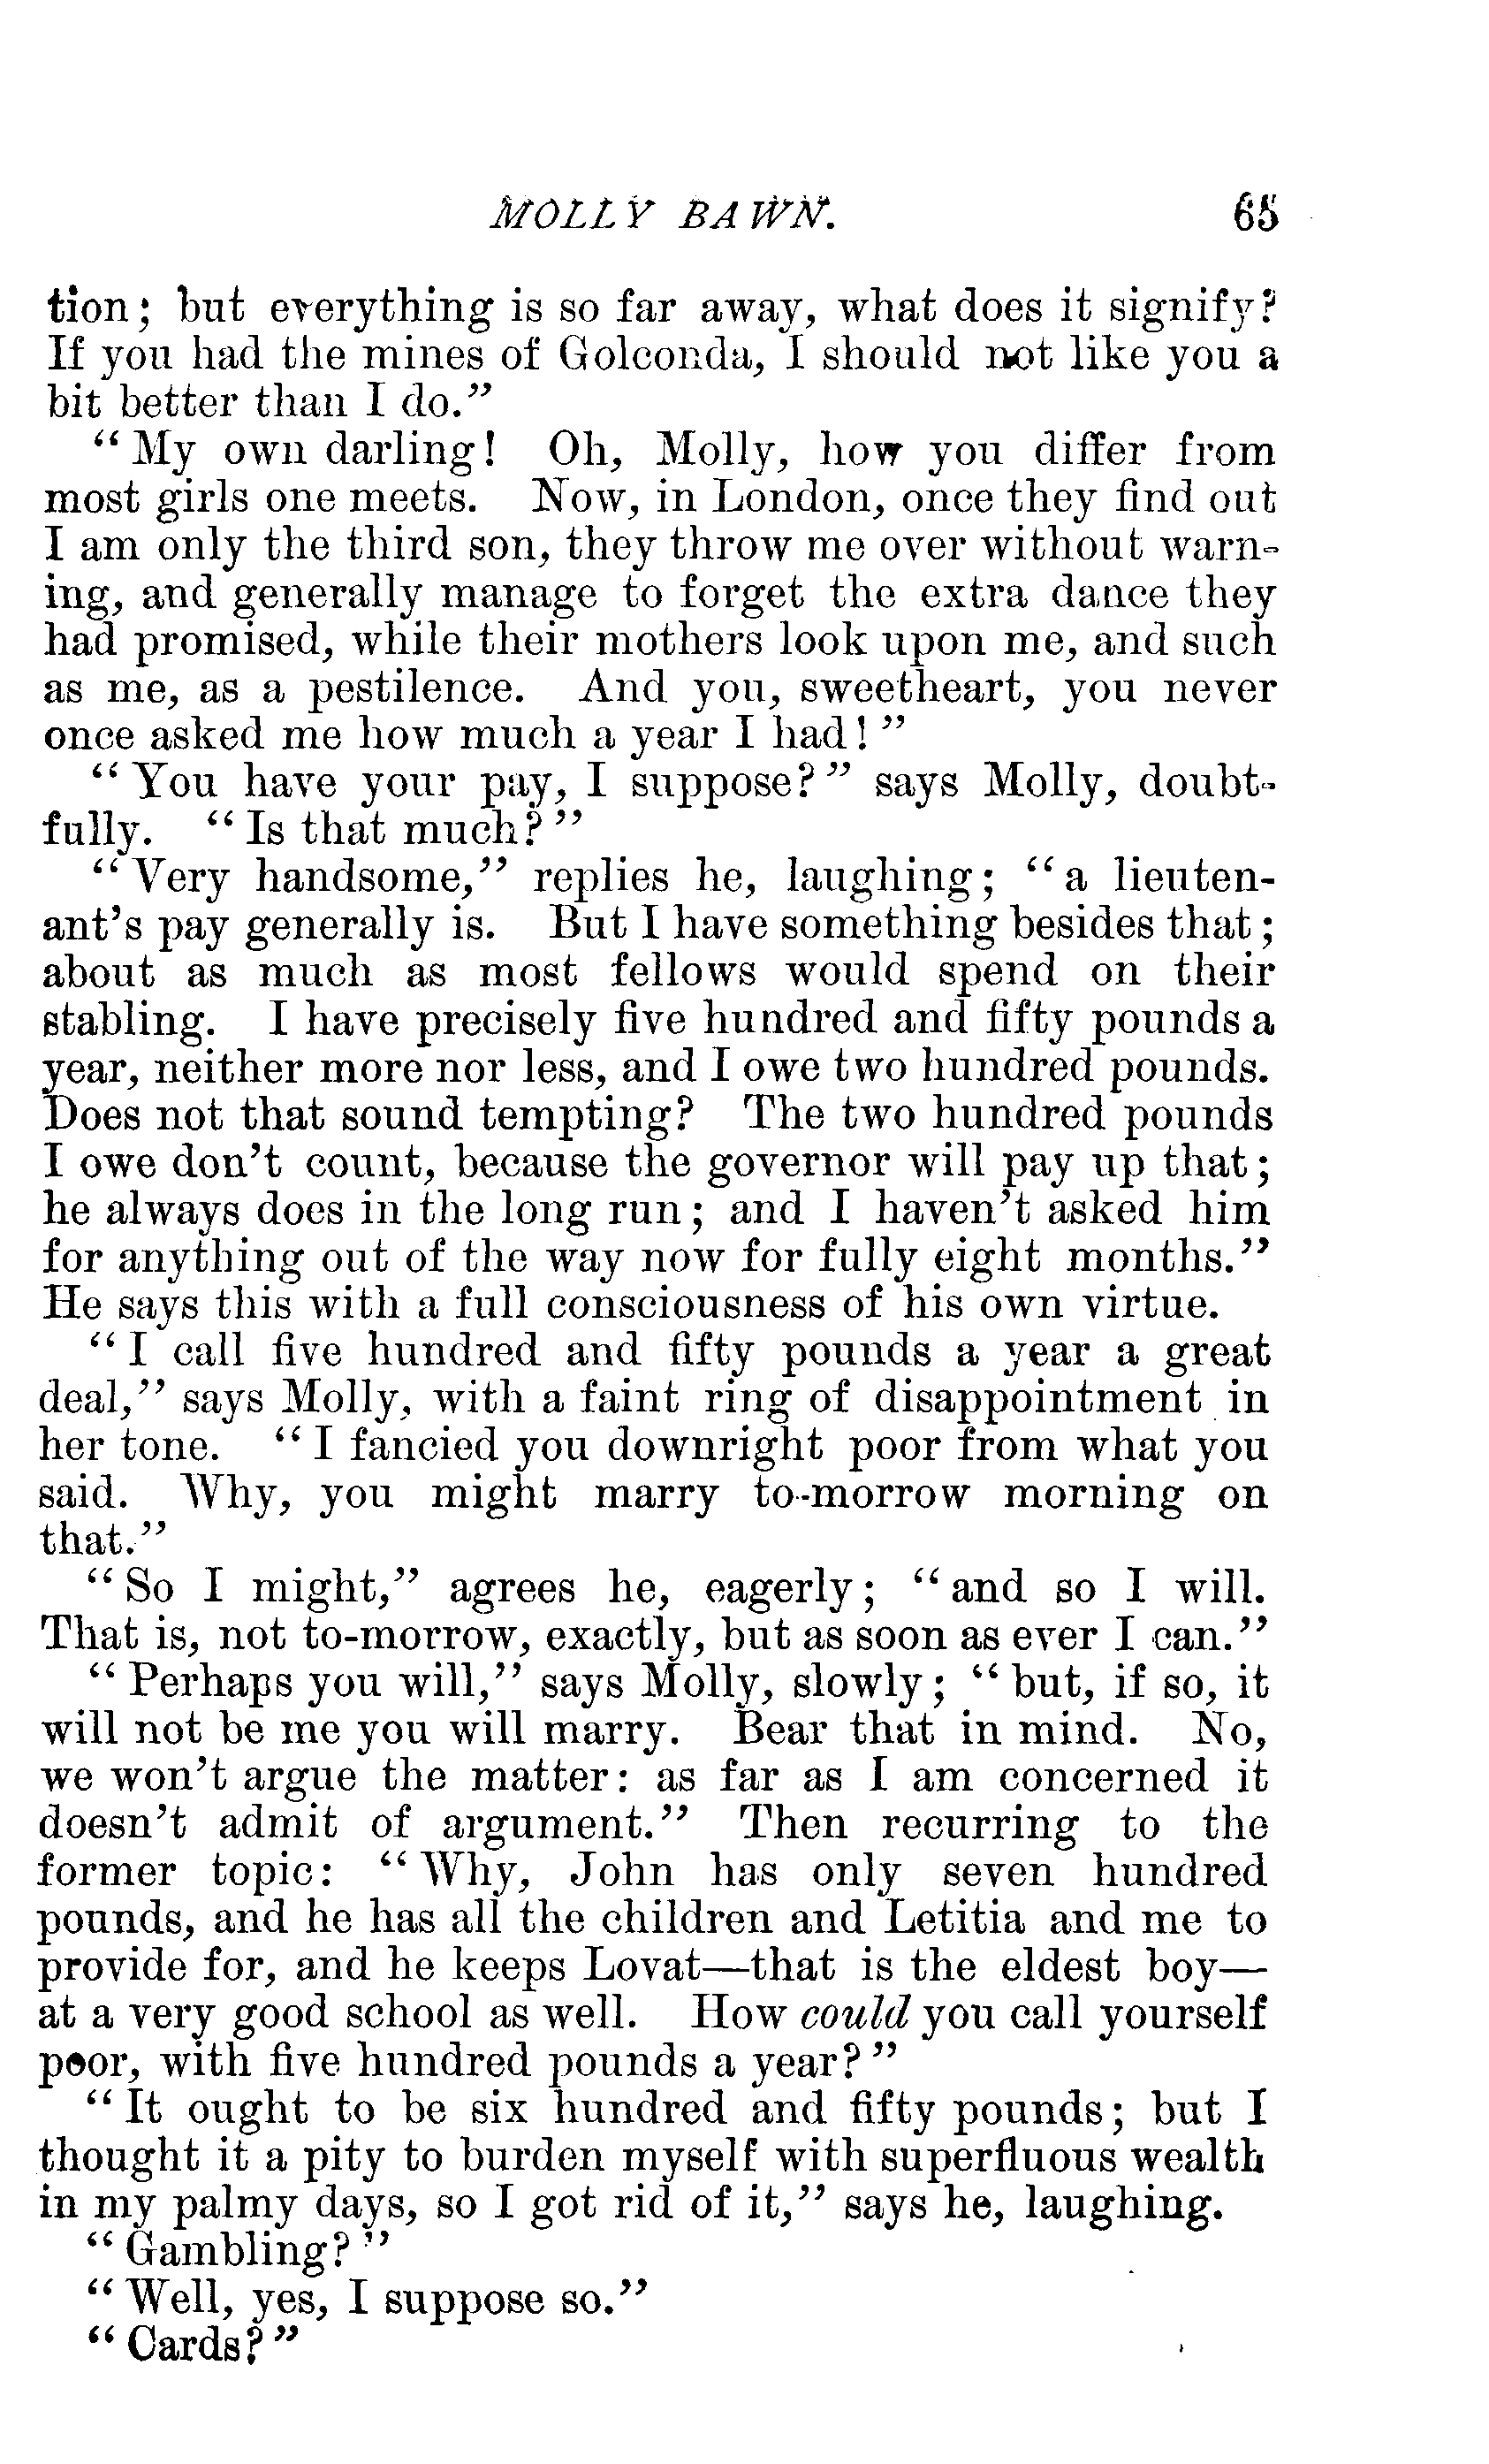 MOLLY BAWN. 65
tion; but everything is so far away, what does it signify?
If you had the mines of Golconda, I should not like you a
bit better than I do."
"My own darling! Oh, Molly, how you differ from
most girls one meets. Now, in London, once they find out
I am only the third son, they throw me over without warn-
ing, and generally manage to forget the extra dance they
had promised, while their mothers look upon me, and such
as me, as a pestilence. And you, sweetheart, you never
once asked me how much a year I had!"
"You have your pay, I suppose?" says Molly, doubt-
fully. "Is that much?"
"Very handsome," replies he, laughing; "a lieuten-
ant's pay generally is. But I have something besides that;
about as much as most fellows would spend on their
stabling. I have precisely five hundred and fifty pounds a
year, neither more nor less, and I owe two hundred pounds.
Does not that sound tempting? The two hundred pounds
I owe don't count, because the governor will pay up that;
he always does in the long run; and I haven't asked him
for anything out of the way now for fully eight months."
He says this with a full consciousness of his own virtue.
"I call five hundred and fifty pounds a year a great
deal," says Molly, with a faint ring of disappointment in
her tone. "I fancied you downright poor from what you
said. Why, you might marry to-morrow morning on
that."
"So I might," agrees he, eagerly; "and so I will.
That is, not to-morrow, exactly, but as soon as ever I can."
"Perhaps you will," says Molly, slowly; "but, if so, it
will not be me you will marry. Bear that in mind. No,
we won't argue the matter: as far as I am concerned it
doesn't admit of argument." Then recurring to the
former topic: "Why, John has only seven hundred
pounds, and he has all the children and Letitia and me to
provide for, and he keeps Lovat—that is the eldest boy—
at a very good school as well. How could you call yourself
poor, with five hundred pounds a year?"
"It ought to be six hundred and fifty pounds; but I
thought it a pity to burden myself with superfluous wealth
in my palmy days, so I got rid of it," says he, laughing.
"Gambling?"
"Well, yes, I suppose so."
"Cards?"